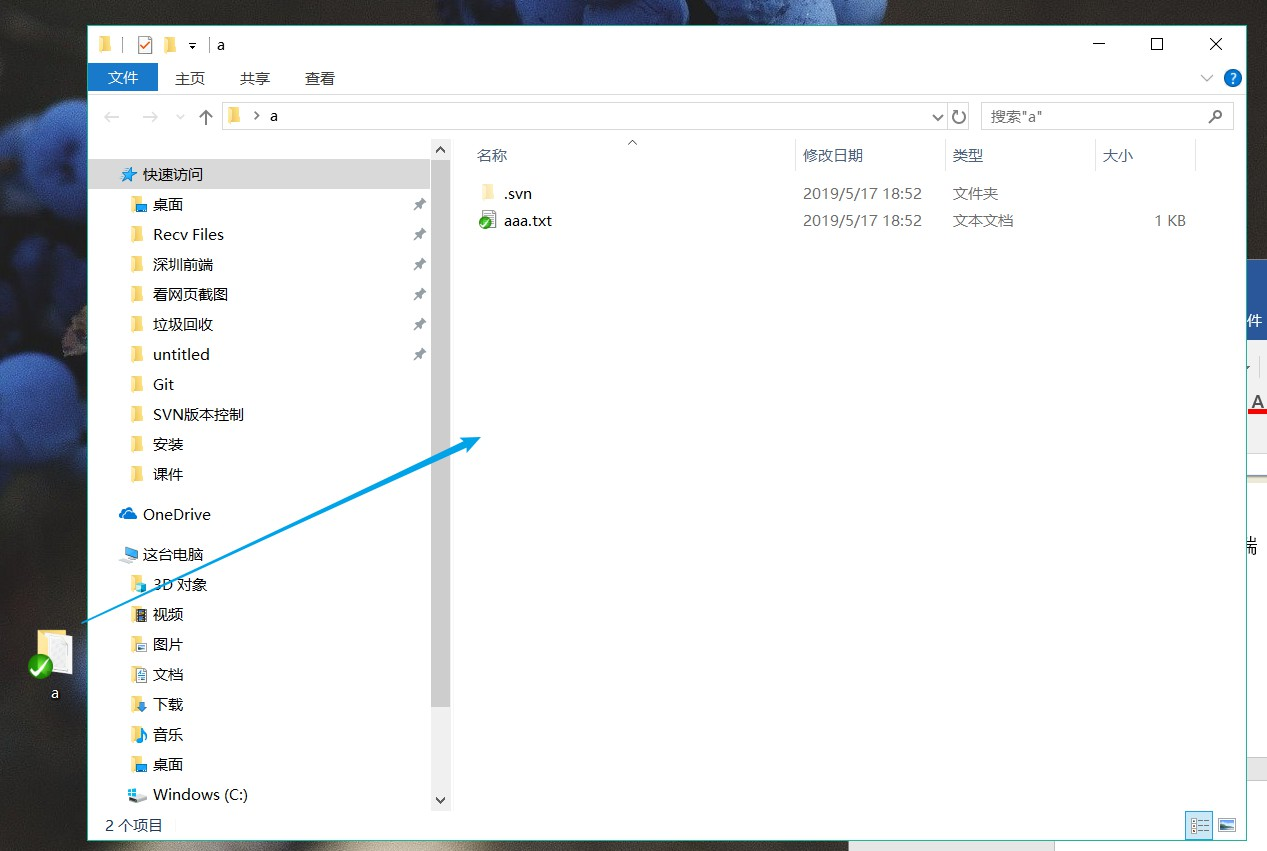 a
文件 主页 共享 查看
a 搜索"a"
名称 修改日期 类型 大小
.svn 2019/5/17 18:52 文件夹
aaa.txt 2019/5/17 18:52 文本文档 1 KB
快速访问
桌面
Recv Files
深圳前端
看网页截图
垃圾回收
untitled
Git
SVN版本控制
安装
课件
OneDrive
这台电脑
3D 对象
视频
图片
文档
下载
音乐
桌面
Windows (C:)
2 个项目
a
件
A
端